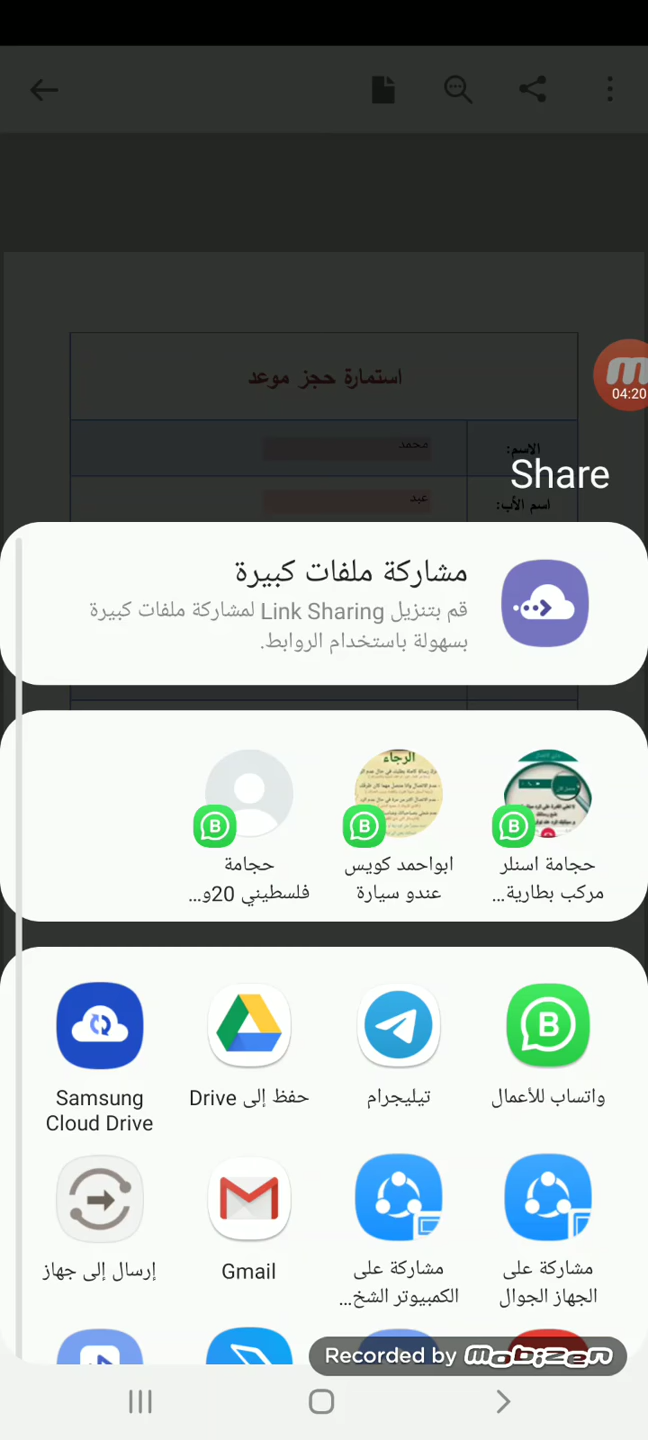 استمارة حجز موعد
04:20
الاسم:
محمد
Share
اسم الأب:
عبد
مشاركة ملفات كبيرة
قم بتنزيل Link Sharing لمشاركة ملفات كبيرة
بسهولة باستخدام الروابط.
الرجاء
حجامة اسنلر
مركب بطارية...
ابواحمد كويس
عندو سيارة
حجامة
فلسطيني 20و...
واتساب للأعمال
تيليجرام
حفظ إلى Drive
Samsung
Cloud Drive
مشاركة على
الجهاز الجوال
مشاركة على
الكمبيوتر الشخ...
Gmail
إرسال إلى جهاز
Recorded by mobizen